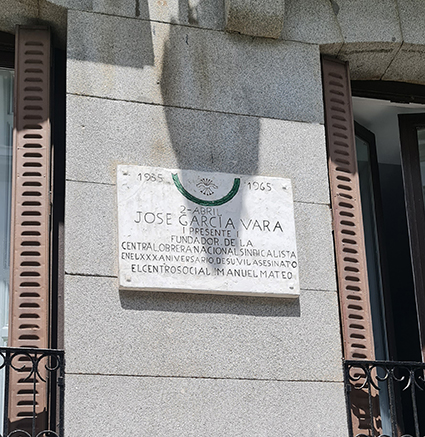 1935 1965
2-ABRIL
JOSE GARCÍA VARA
¡ PRESENTE !
FUNDADOR DE LA
CENTRAL OBRERA NACIONAL SINDICALISTA
EN EL XXX ANIVERSARIO DE SU VIL ASESINATO
EL CENTRO SOCIAL MANUEL MATEO